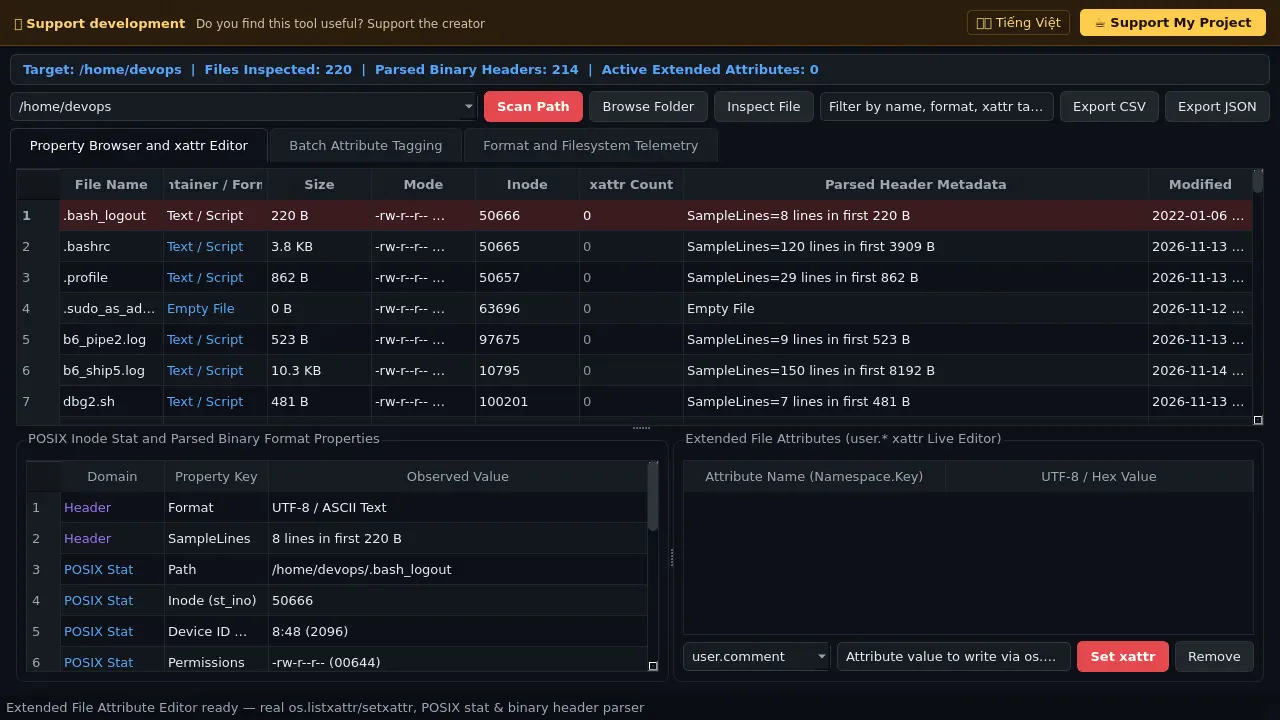 Support development Do you find this tool useful? Support the creator Tiếng Việt ☕ Support My Project
Target: /home/devops | Files Inspected: 220 | Parsed Binary Headers: 214 | Active Extended Attributes: 0
/home/devops Scan Path Browse Folder Inspect File Filter by name, format, xattr ta… Export CSV Export JSON
Property Browser and xattr Editor Batch Attribute Tagging Format and Filesystem Telemetry
File Name ntainer / Forn Size Mode Inode xattr Count Parsed Header Metadata Modified
1 .bash_logout Text / Script 220 B -rw-r--r-- … 50666 0 SampleLines=8 lines in first 220 B 2022-01-06 …
2 .bashrc Text / Script 3.8 KB -rw-r--r-- … 50665 0 SampleLines=120 lines in first 3909 B 2026-11-13 …
3 .profile Text / Script 862 B -rw-r--r-- … 50657 0 SampleLines=29 lines in first 862 B 2026-11-13 …
4 .sudo_as_ad… Empty File 0 B -rw-r--r-- … 63696 0 Empty File 2026-11-12 …
5 b6_pipe2.log Text / Script 523 B -rw-r--r-- … 97675 0 SampleLines=9 lines in first 523 B 2026-11-13 …
6 b6_ship5.log Text / Script 10.3 KB -rw-r--r-- … 10795 0 SampleLines=150 lines in first 8192 B 2026-11-14 …
7 dbg2.sh Text / Script 481 B -rw-r--r-- … 100201 0 SampleLines=7 lines in first 481 B 2026-11-13 …
POSIX Inode Stat and Parsed Binary Format Properties
Domain Property Key Observed Value
1 Header Format UTF-8 / ASCII Text
2 Header SampleLines 8 lines in first 220 B
3 POSIX Stat Path /home/devops/.bash_logout
4 POSIX Stat Inode (st_ino) 50666
5 POSIX Stat Device ID … 8:48 (2096)
6 POSIX Stat Permissions -rw-r--r-- (00644)
Extended File Attributes (user.* xattr Live Editor)
Attribute Name (Namespace.Key) UTF-8 / Hex Value
user.comment Attribute value to write via os.… Set xattr Remove
Extended File Attribute Editor ready — real os.listxattr/setxattr, POSIX stat & binary header parser